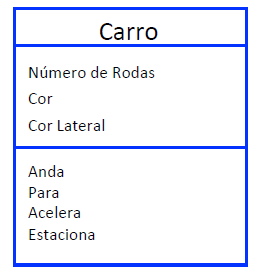 Carro
Número de Rodas
Cor
Cor Lateral
Anda
Para
Acelera
Estaciona